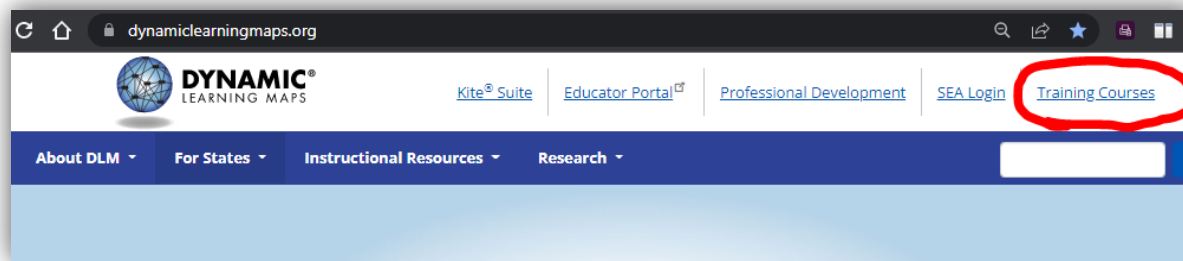 dynamiclearningmaps.org
DYNAMIC®
LEARNING MAPS
Kite® Suite Educator Portal Professional Development SEA Login Training Courses
About DLM For States Instructional Resources Research